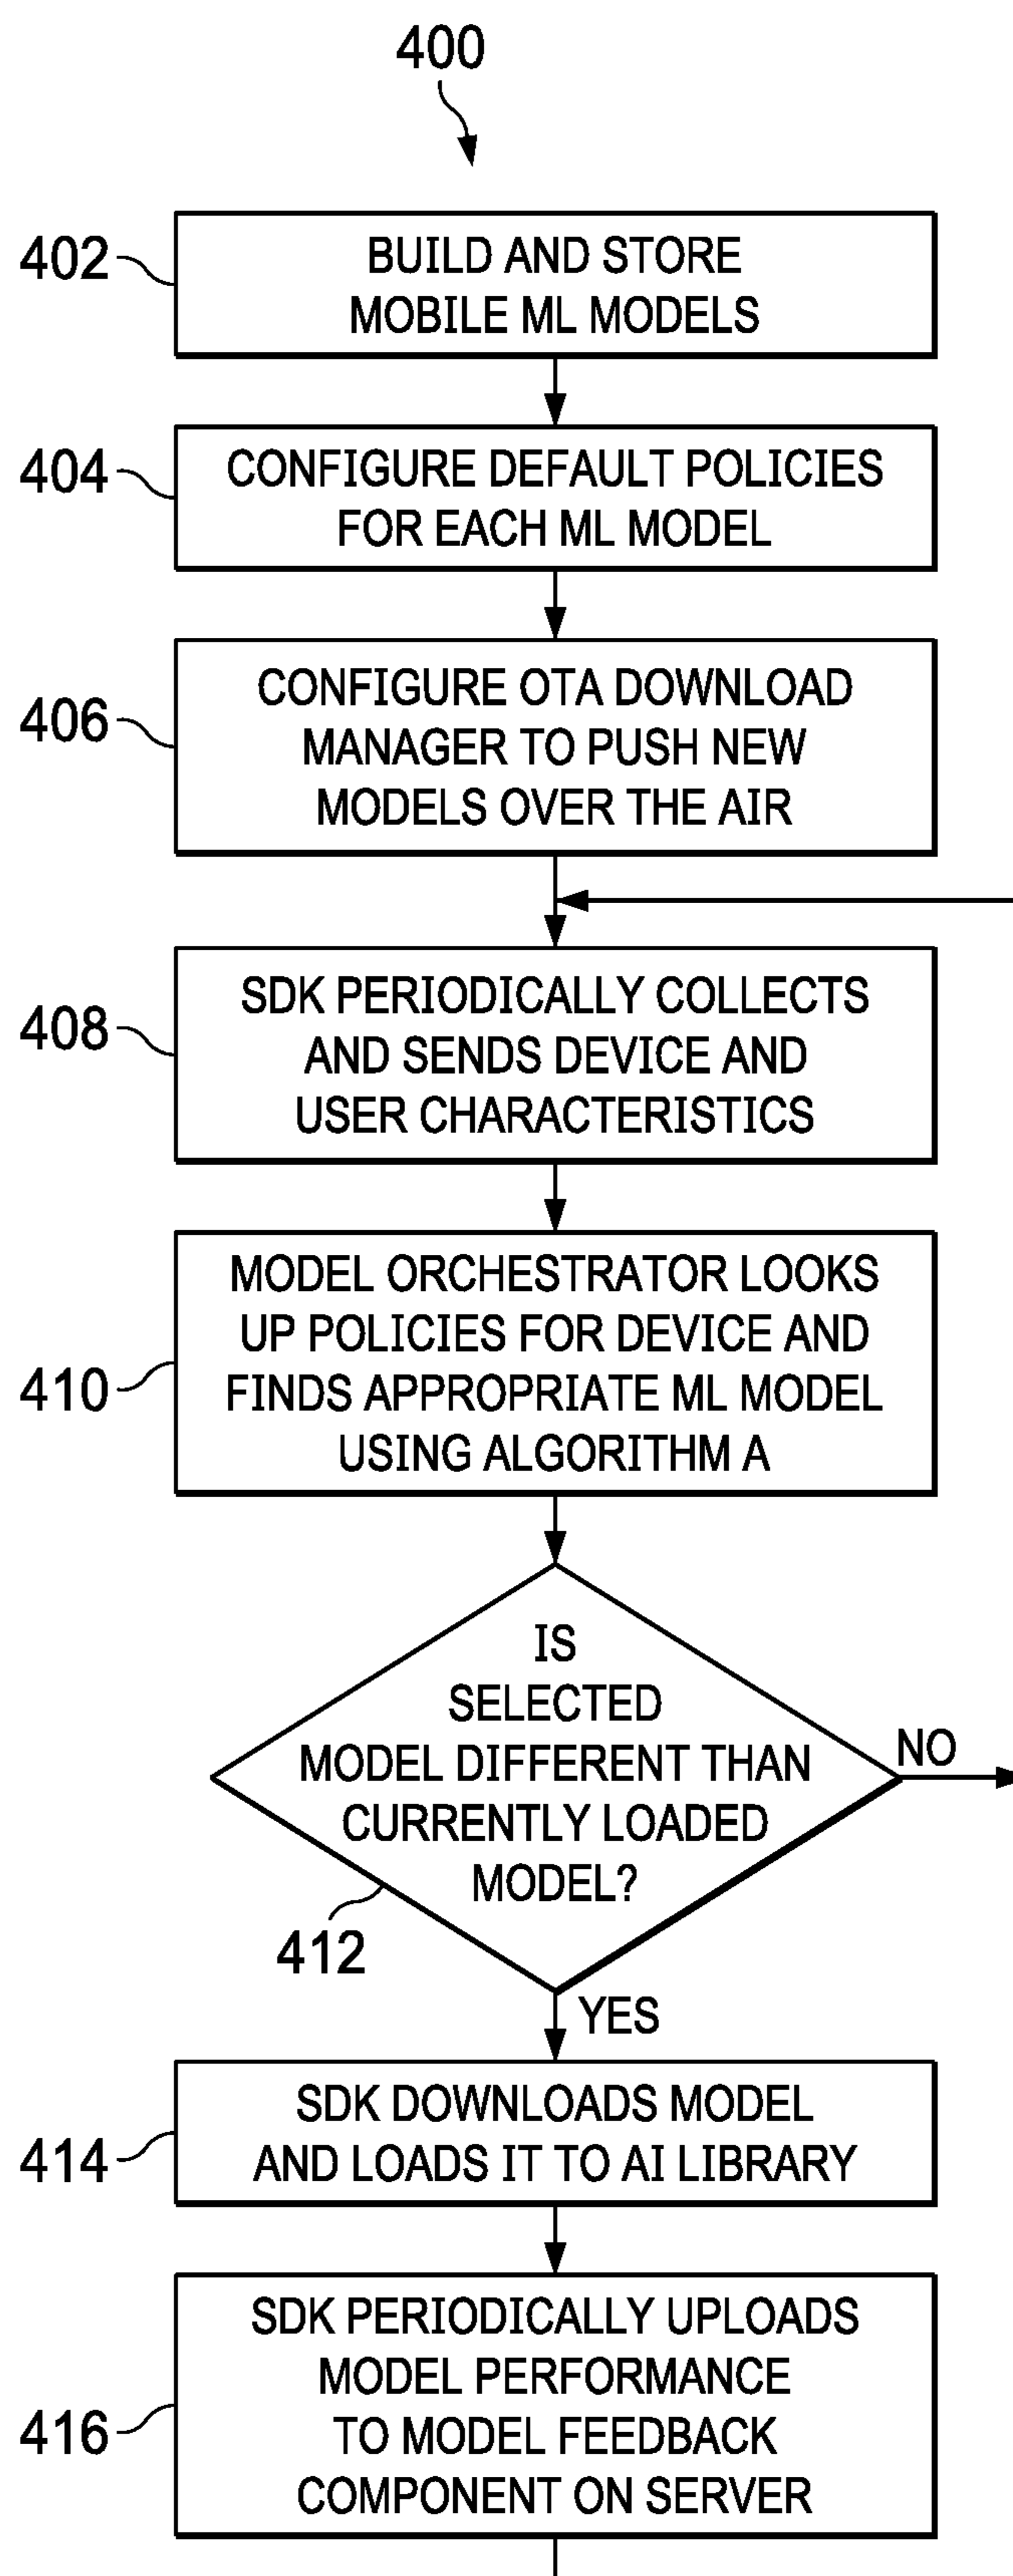 400
402
BUILD AND STORE
MOBILE ML MODELS
404
CONFIGURE DEFAULT POLICIES
FOR EACH ML MODEL
406
CONFIGURE OTA DOWNLOAD
MANAGER TO PUSH NEW
MODELS OVER THE AIR
408
SDK PERIODICALLY COLLECTS
AND SENDS DEVICE AND
USER CHARACTERISTICS
410
MODEL ORCHESTRATOR LOOKS
UP POLICIES FOR DEVICE AND
FINDS APPROPRIATE ML MODEL
USING ALGORITHM A
IS
SELECTED
MODEL DIFFERENT THAN
CURRENTLY LOADED
MODEL?
NO
412
YES
414
SDK DOWNLOADS MODEL
AND LOADS IT TO AI LIBRARY
416
SDK PERIODICALLY UPLOADS
MODEL PERFORMANCE
TO MODEL FEEDBACK
COMPONENT ON SERVER